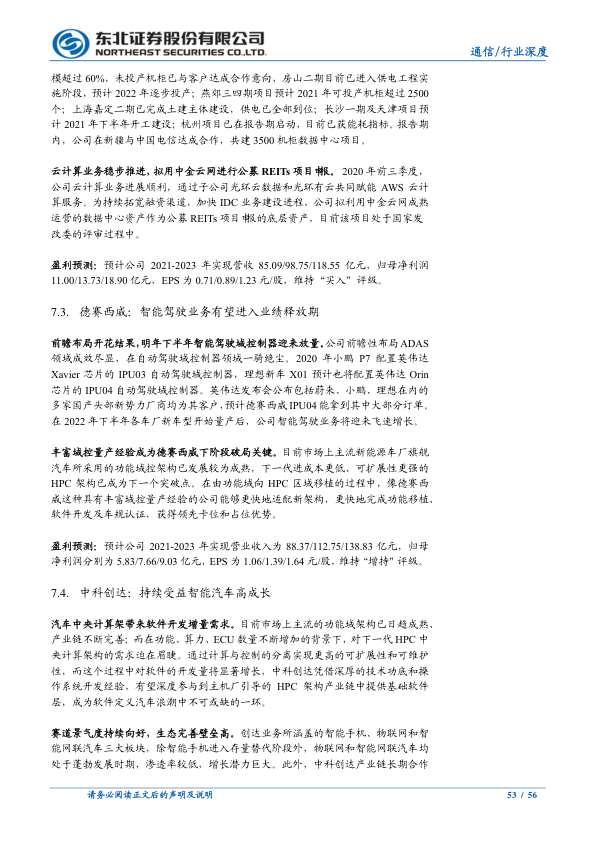 东北证券股份有限公司
NORTHEAST SECURITIES CO.,LTD.
通信/行业深度
模超过 60%，未投产机柜已与客户达成合作意向，房山二期目前已进入供电工程实
施阶段，预计 2022 年逐步投产；燕郊三四期项目预计 2021 年可投产机柜超过 2500
个；上海嘉定二期已完成土建主体建设，供电已全部到位；长沙一期及天津项目预
计 2021 年下半年开工建设；杭州项目已在报告期启动，目前已获能耗指标。报告期
内，公司在新疆与中国电信达成合作，共建 3500 机柜数据中心项目。
云计算业务稳步推进，拟用中金云网进行公募 REITs 项目申报。2020 年前三季度，
公司云计算业务进展顺利，通过子公司光环云数据和光环有云共同赋能 AWS 云计
算服务。为持续拓宽融资渠道，加快 IDC 业务建设进程，公司拟利用中金云网成熟
运营的数据中心资产作为公募 REITs 项目申报的底层资产，目前该项目处于国家发
改委的评审过程中。
盈利预测：预计公司 2021-2023 年实现营收 85.09/98.75/118.55 亿元，归母净利润
11.00/13.73/18.90 亿元，EPS 为 0.71/0.89/1.23 元/股，维持“买入”评级。
7.3. 德赛西威：智能驾驶业务有望进入业绩释放期
前瞻布局开花结果，明年下半年智能驾驶域控制器迎来放量。公司前瞻性布局 ADAS
领域成效尽显，在自动驾驶域控制器领域一骑绝尘。2020 年小鹏 P7 配置英伟达
Xavier 芯片的 IPU03 自动驾驶域控制器，理想新车 X01 预计也将配置英伟达 Orin
芯片的 IPU04 自动驾驶域控制器。英伟达发布会公布包括蔚来、小鹏、理想在内的
多家国产头部新势力厂商均为其客户，预计德赛西威 IPU04 能拿到其中大部分订单。
在 2022 年下半年各车厂新车型开始量产后，公司智能驾驶业务将迎来飞速增长。
丰富域控量产经验成为德赛西威下阶段破局关键。目前市场上主流新能源车厂旗舰
汽车所采用的功能域控架构已发展较为成熟，下一代进成本更低、可扩展性更强的
HPC 架构已成为下一个突破点。在由功能域向 HPC 区域移植的过程中，像德赛西
威这种具有丰富域控量产经验的公司能够更快地适配新架构，更快地完成功能移植、
软件开发及车规认证，获得领先卡位和占位优势。
盈利预测：预计公司 2021-2023 年实现营业收入为 88.37/112.75/138.83 亿元，归母
净利润分别为 5.83/7.66/9.03 亿元，EPS 为 1.06/1.39/1.64 元/股，维持“增持”评级。
7.4. 中科创达：持续受益智能汽车高成长
汽车中央计算架带来软件开发增量需求。目前市场上主流的功能域架构已日趋成熟，
产业链不断完善；而在功能、算力、ECU 数量不断增加的背景下，对下一代 HPC 中
央计算架构的需求迫在眉睫。通过计算与控制的分离实现更高的可扩展性和可维护
性，而这个过程中对软件的开发量将显著增长，中科创达凭借深厚的技术功底和操
作系统开发经验，有望深度参与到主机厂引导的 HPC 架构产业链中提供基础软件
层，成为软件定义汽车浪潮中不可或缺的一环。
赛道景气度持续向好，生态完善壁垒高。创达业务所涵盖的智能手机、物联网和智
能网联汽车三大板块，除智能手机进入存量替代阶段外，物联网和智能网联汽车均
处于蓬勃发展时期，渗透率较低，增长潜力巨大。此外，中科创达产业链长期合作
请务必阅读正文后的声明及说明
53 / 56